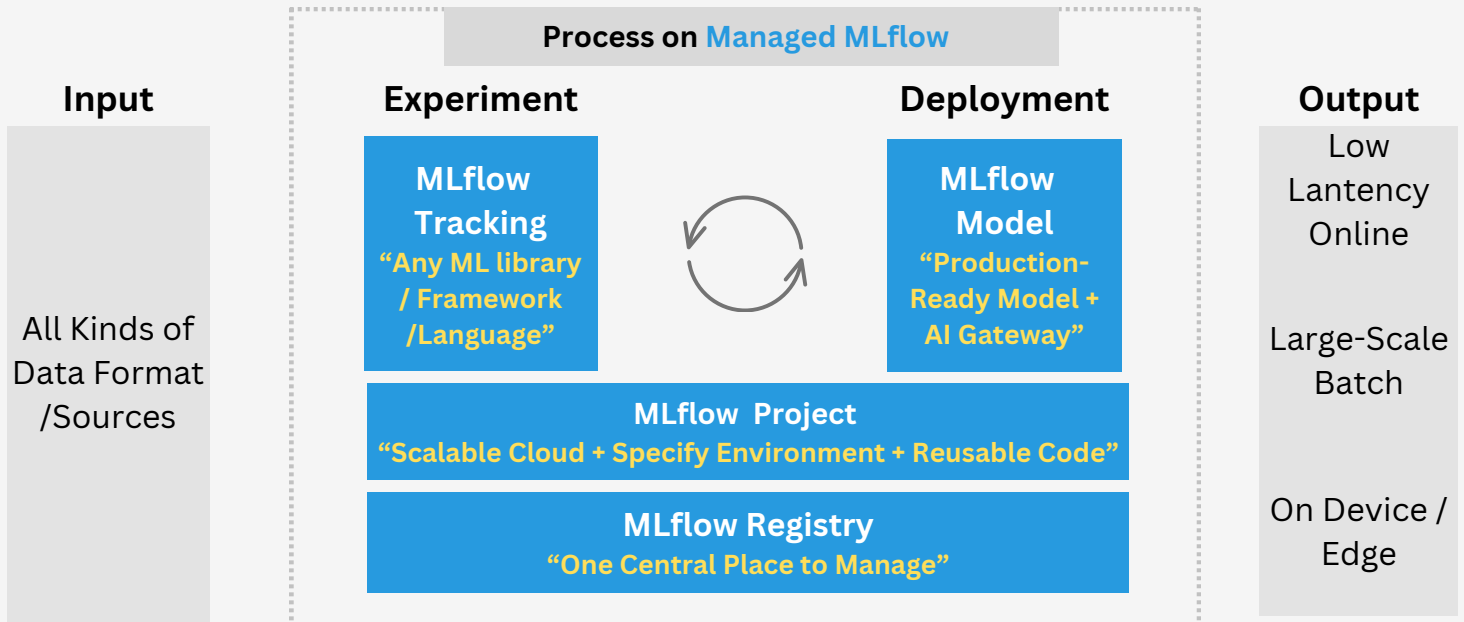 Process on Managed MLflow
Input
Experiment
Deployment
Output
All Kinds of
Data Format
/Sources
MLflow
Tracking
“Any ML library
/ Framework
/Language”
MLflow
Model
“Production-
Ready Model +
AI Gateway”
MLflow Project
“Scalable Cloud + Specify Environment + Reusable Code”
MLflow Registry
“One Central Place to Manage”
Low
Lantency
Online
Large-Scale
Batch
On Device /
Edge